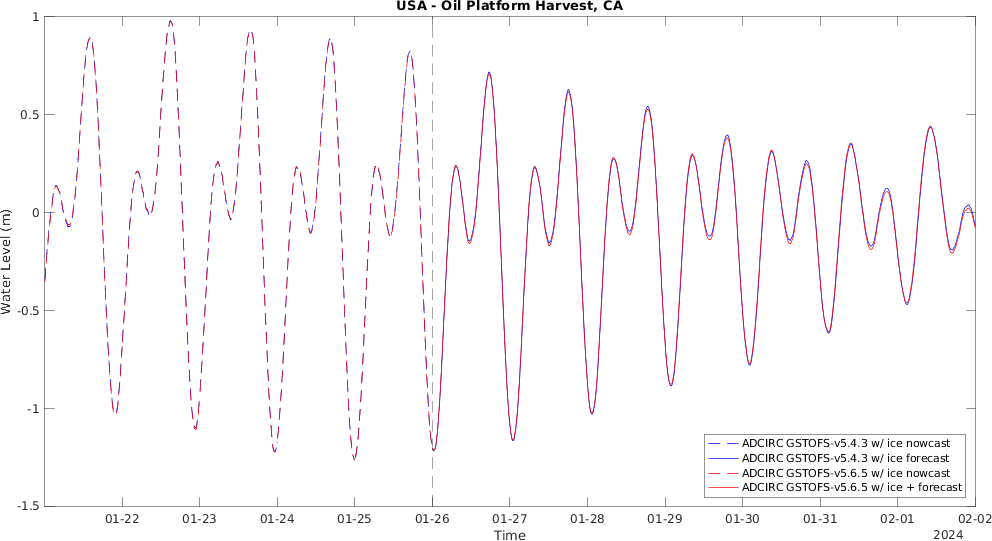 USA - Oil Platform Harvest, CA
Water Level (m)
1
0.5
0
-0.5
-1
-1.5
01-22 01-23 01-24 01-25 01-26 01-27 01-28 01-29 01-30 01-31 02-01 02-02
Time
2024
ADCIRC GSTOFS-v5.4.3 w/ ice nowcast
ADCIRC GSTOFS-v5.4.3 w/ ice forecast
ADCIRC GSTOFS-v5.6.5 w/ ice nowcast
ADCIRC GSTOFS-v5.6.5 w/ ice + forecast